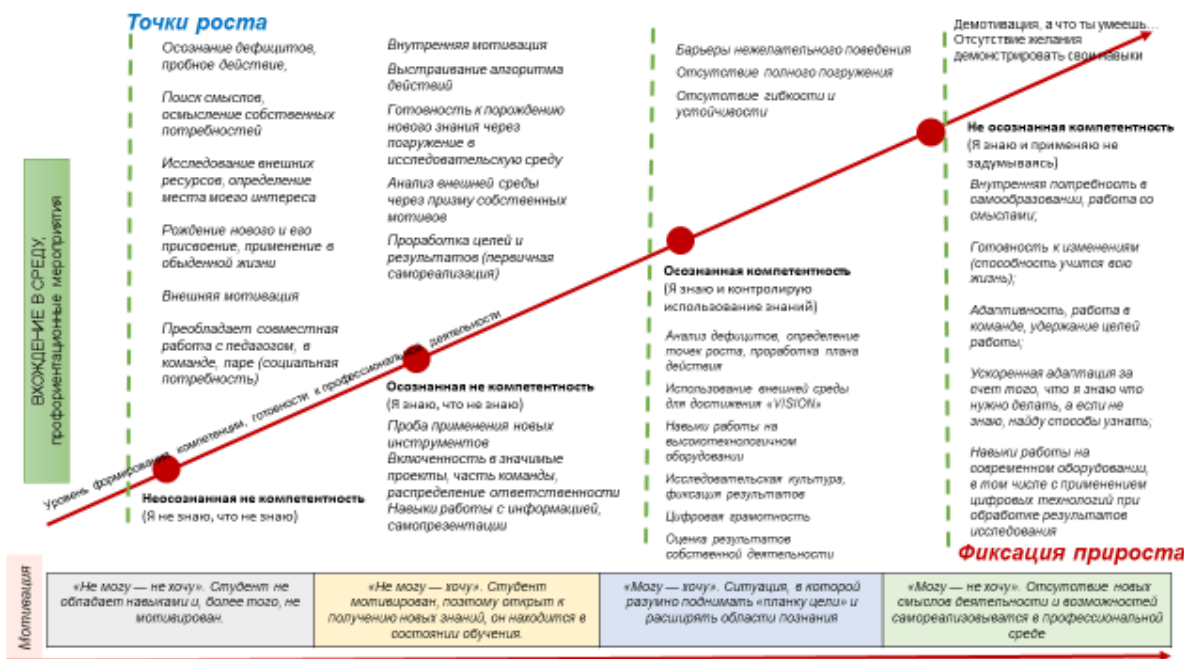 Точки роста
Осознание дефицитов,
пробное действие,
Поиск смыслов,
осмысление собственных
потребностей
Исследование внешних
ресурсов, определение
места моего интереса
Рождение нового и его
присвоение, применение в
обыденной жизни
Внешняя мотивация
Преобладает совместная
работа с педагогом, в
команде, паре (социальная
потребность)
Внутренняя мотивация
Выстраивание алгоритма
действий
Готовность к порождению
нового знания через
погружение в
исследовательскую среду
Анализ внешней среды
через призму собственных
мотивов
Проработка целей и
результатов (первичная
самореализация)
Барьеры нежелательного поведения
Отсутствие полного погружения
Отсутствие гибкости и
устойчивости
Демотивация, а что ты умеешь...
Отсутствие желания
демонстрировать свои навыки
ВХОЖДЕНИЕ В СРЕДУ,
профориентационные мероприятия
Уровень формирования компетенции, готовности к профессиональной деятельности
Неосознанная не компетентность
(Я не знаю, что не знаю)
Осознанная не компетентность
(Я знаю, что не знаю)
Проба применения новых
инструментов
Включенность в значимые
проекты, часть команды,
распределение ответственности
Навыки работы с информацией,
самопрезентации
Осознанная компетентность
(Я знаю и контролирую
использование знаний)
Анализ дефицитов, определение
точек роста, проработка плана
действия
Использование внешней среды
для достижения «VISION»
Навыки работы на
высокотехнологичном
оборудовании
Исследовательская культура,
фиксация результатов
Цифровая грамотность
Оценка результатов
собственной деятельности
Не осознанная компетентность
(Я знаю и применяю не
задумываясь)
Внутренняя потребность в
самообразовании, работа со
смыслами;
Готовность к изменениям
(способность учится всю
жизнь);
Адаптивность, работа в
команде, удержание целей
работы;
Ускоренная адаптация за
счет того, что я знаю что
нужно делать, а если не
знаю, найду способы узнать;
Навыки работы на
современном оборудовании,
в том числе с применением
цифровых технологий при
обработке результатов
исследования
Фиксация прироста
Мотивация
«Не могу — не хочу». Студент не
обладает навыками и, более того, не
мотивирован.
«Не могу — хочу». Студент
мотивирован, поэтому открыт к
получению новых знаний, он находится в
состоянии обучения.
«Могу — хочу». Ситуация, в которой
разумно поднимать «планку цели» и
расширять области познания
«Могу — не хочу». Отсутствие новых
смыслов деятельности и возможностей
самореализовыватся в профессиональной
среде